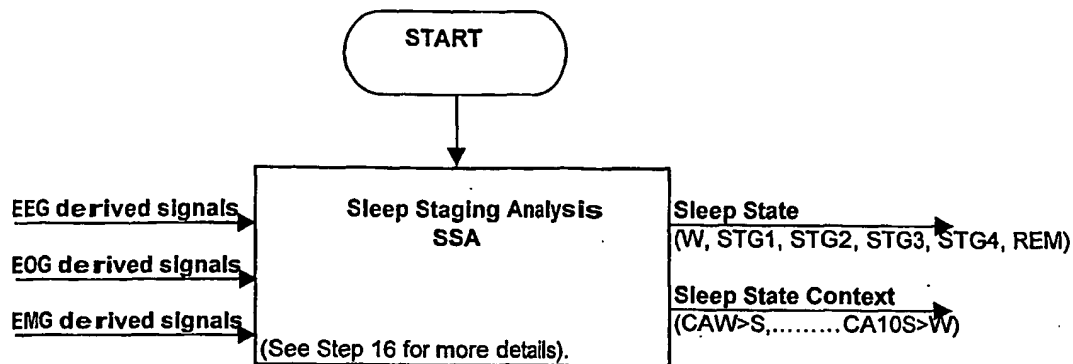 START
EEG derived signals
EOG derived signals
EMG derived signals
Sleep Staging Analysis
SSA
(See Step 16 for more details).
Sleep State
(W, STG1, STG2, STG3, STG4, REM)
Sleep State Context
(CAW>S,.........CA10S>W)